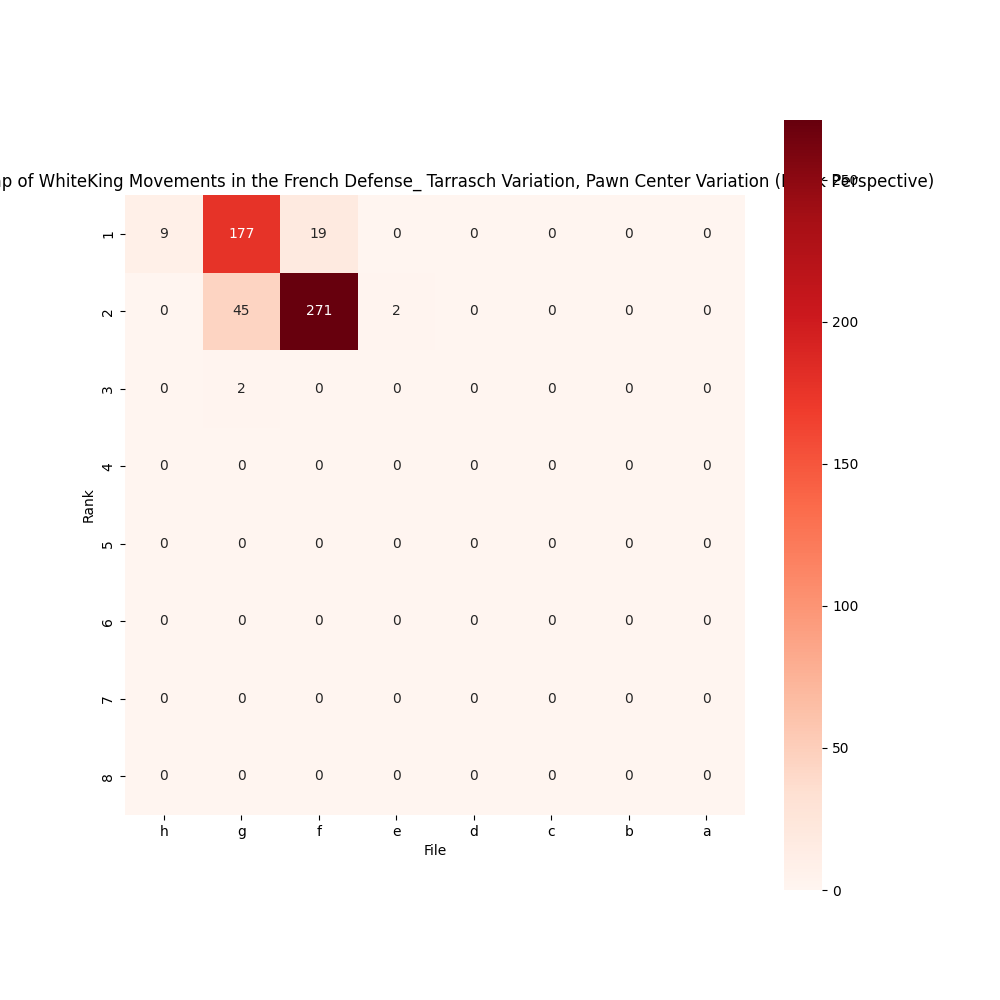 p of WhiteKing Movements in the French Defense_ Tarrasch Variation, Pawn Center Variation ( Perspective)
250
1 9 177 19 0 0 0 0 0
2 0 45 271 2 0 0 0 0
200
3 0 2 0 0 0 0 0 0
4 0 0 0 0 0 0 0 0
150
Rank
5 0 0 0 0 0 0 0 0
100
6 0 0 0 0 0 0 0 0
7 0 0 0 0 0 0 0 0
50
8 0 0 0 0 0 0 0 0
h g f e d c b a
File
0